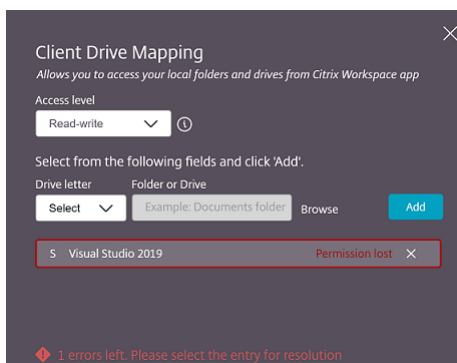 Client Drive Mapping
Allows you to access your local folders and drives from Citrix Workspace app
Access level
Read-write
Select from the following fields and click 'Add'.
Drive letter Folder or Drive
Select Example: Documents folder Browse Add
S Visual Studio 2019 Permission lost
1 errors left. Please select the entry for resolution